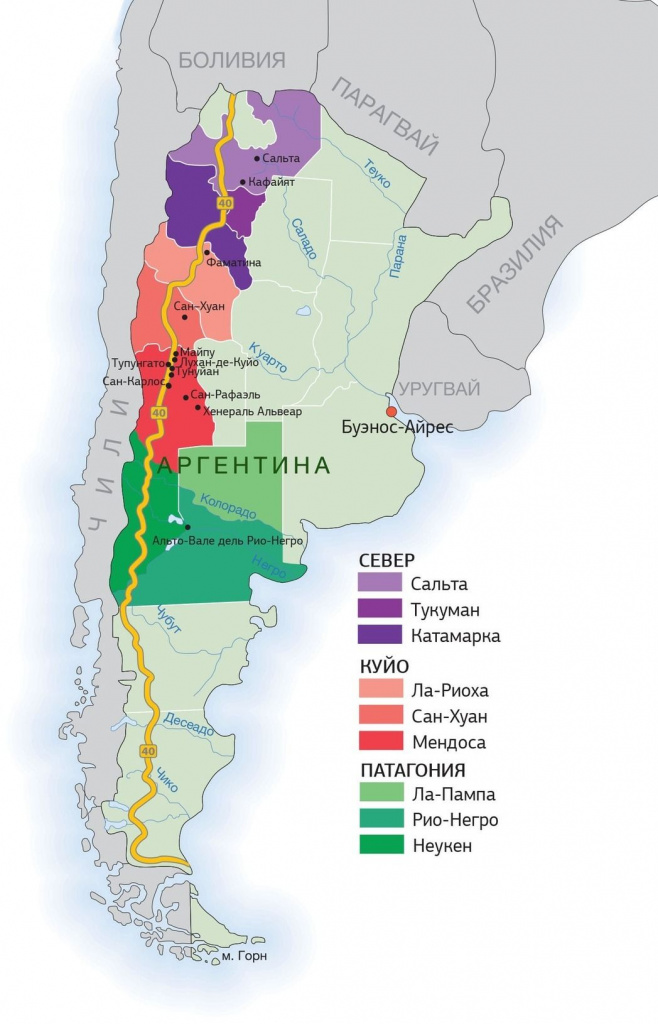 БОЛИВИЯ
ПАРАГВАЙ
Теуко
Сальта
Кафайят
40
Саладо
Парана
БРАЗИЛИЯ
Фаматина
Сан-Хуан
Куарто
Майпу
Лухан-де-Куйо
Тупунгато
Тунуйан
Сан-Карлос
УРУГВАЙ
Сан-Рафаэль
Хенераль Альвеар
40
Буэнос-Айрес
ЧИЛИ
АРГЕНТИНА
Колорадо
Альто-Вале дель Рио-Негро
Негро
Чубут
Десеадо
40
Чико
м. Горн
СЕВЕР
Сальта
Тукуман
Катамарка
КУЙО
Ла-Риоха
Сан-Хуан
Мендоса
ПАТАГОНИЯ
Ла-Пампа
Рио-Негро
Неукен